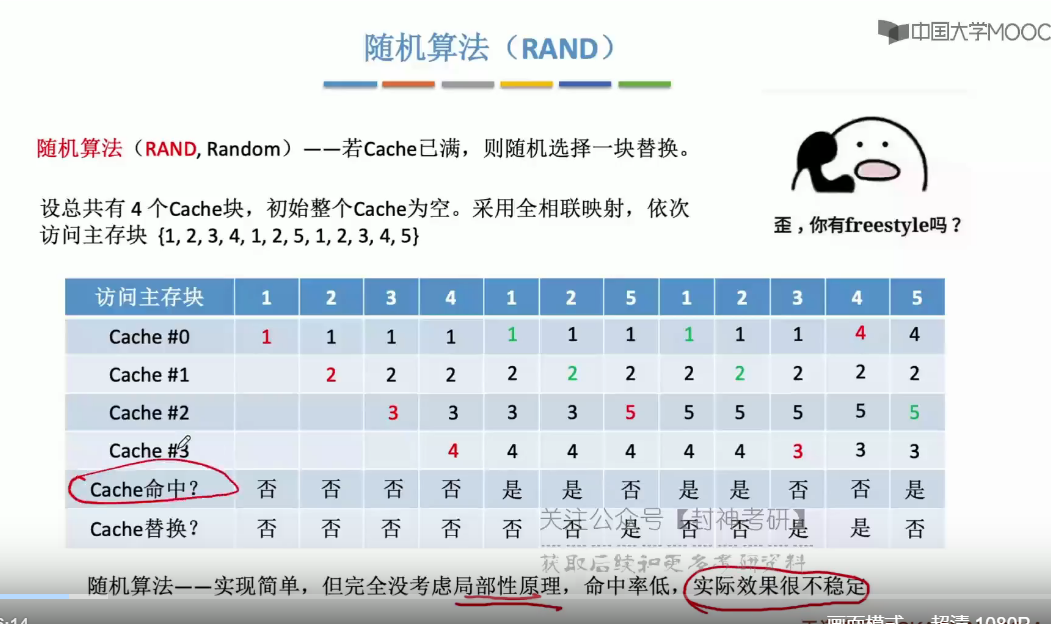 中国大学MOOC
随机算法（RAND）
随机算法（RAND, Random）——若Cache已满，则随机选择一块替换。
设总共有 4 个Cache块，初始整个Cache为空。采用全相联映射，依次
访问主存块 {1, 2, 3, 4, 1, 2, 5, 1, 2, 3, 4, 5}
歪，你有freestyle吗？
访问主存块 1 2 3 4 1 2 5 1 2 3 4 5
Cache #0 1 1 1 1 1 1 1 1 1 1 4 4
Cache #1 2 2 2 2 2 2 2 2 2 2 2
Cache #2 3 3 3 3 5 5 5 5 5 5
Cache #3 4 4 4 4 4 4 3 3 3
Cache命中？ 否 否 否 否 是 是 否 是 是 否 否 是
Cache替换？ 否 否 否 否 否 否 是 否 否 是 是 否
关注公众号【封神考研】
获取后续和更多考研资料
随机算法——实现简单，但完全没考虑局部性原理，命中率低，实际效果很不稳定
6:14
画面模式 超清 1080P